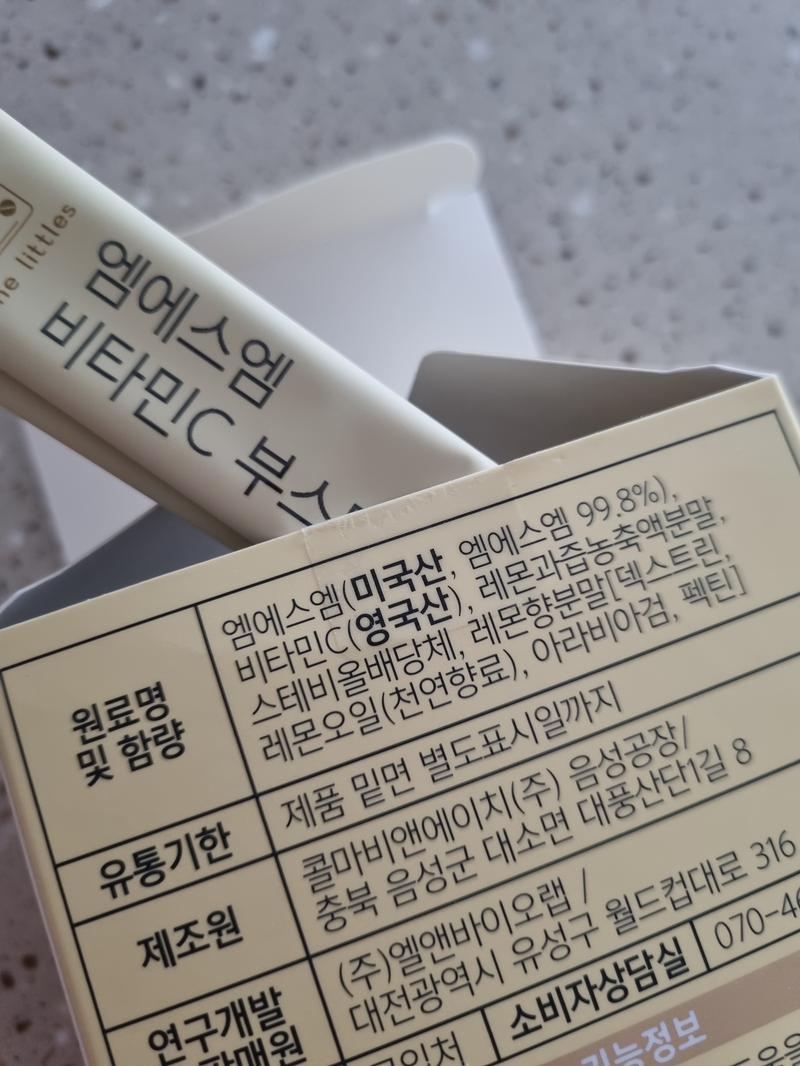 littles
엠에스엠
비타민C 부스
원료명
및 함량
엠에스엠(미국산, 엠에스엠 99.8%),
비타민C(영국산), 레몬과즙농축액분말,
스테비올배당체, 레몬향분말[덱스트린,
레몬오일(천연향료), 아라비아검, 펙틴]
유통기한
제품 밑면 별도표시일까지
제조원
콜마비앤에이치(주) 음성공장/
충북 음성군 대소면 대풍산단1길 8
연구개발
판매원
(주)엘앤바이오랩 /
대전광역시 유성구 월드컵대로 316
소비자상담실
070-4